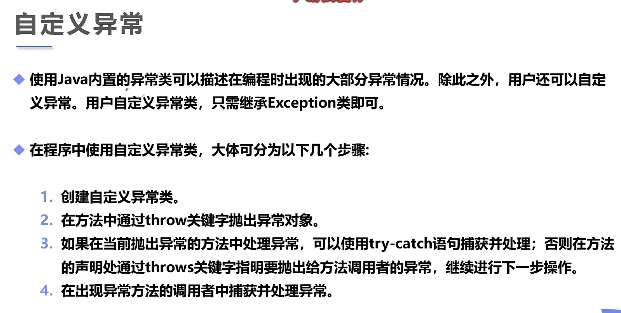 自定义异常
使用Java内置的异常类可以描述在编程时出现的大部分异常情况。除此之外，用户还可以自定
义异常。用户自定义异常类，只需继承Exception类即可。
在程序中使用自定义异常类，大体可分为以下几个步骤:
1. 创建自定义异常类。
2. 在方法中通过throw关键字抛出异常对象。
3. 如果在当前抛出异常的方法中处理异常，可以使用try-catch语句捕获并处理；否则在方法
的声明处通过throws关键字指明要抛出给方法调用者的异常，继续进行下一步操作。
4. 在出现异常方法的调用者中捕获并处理异常。